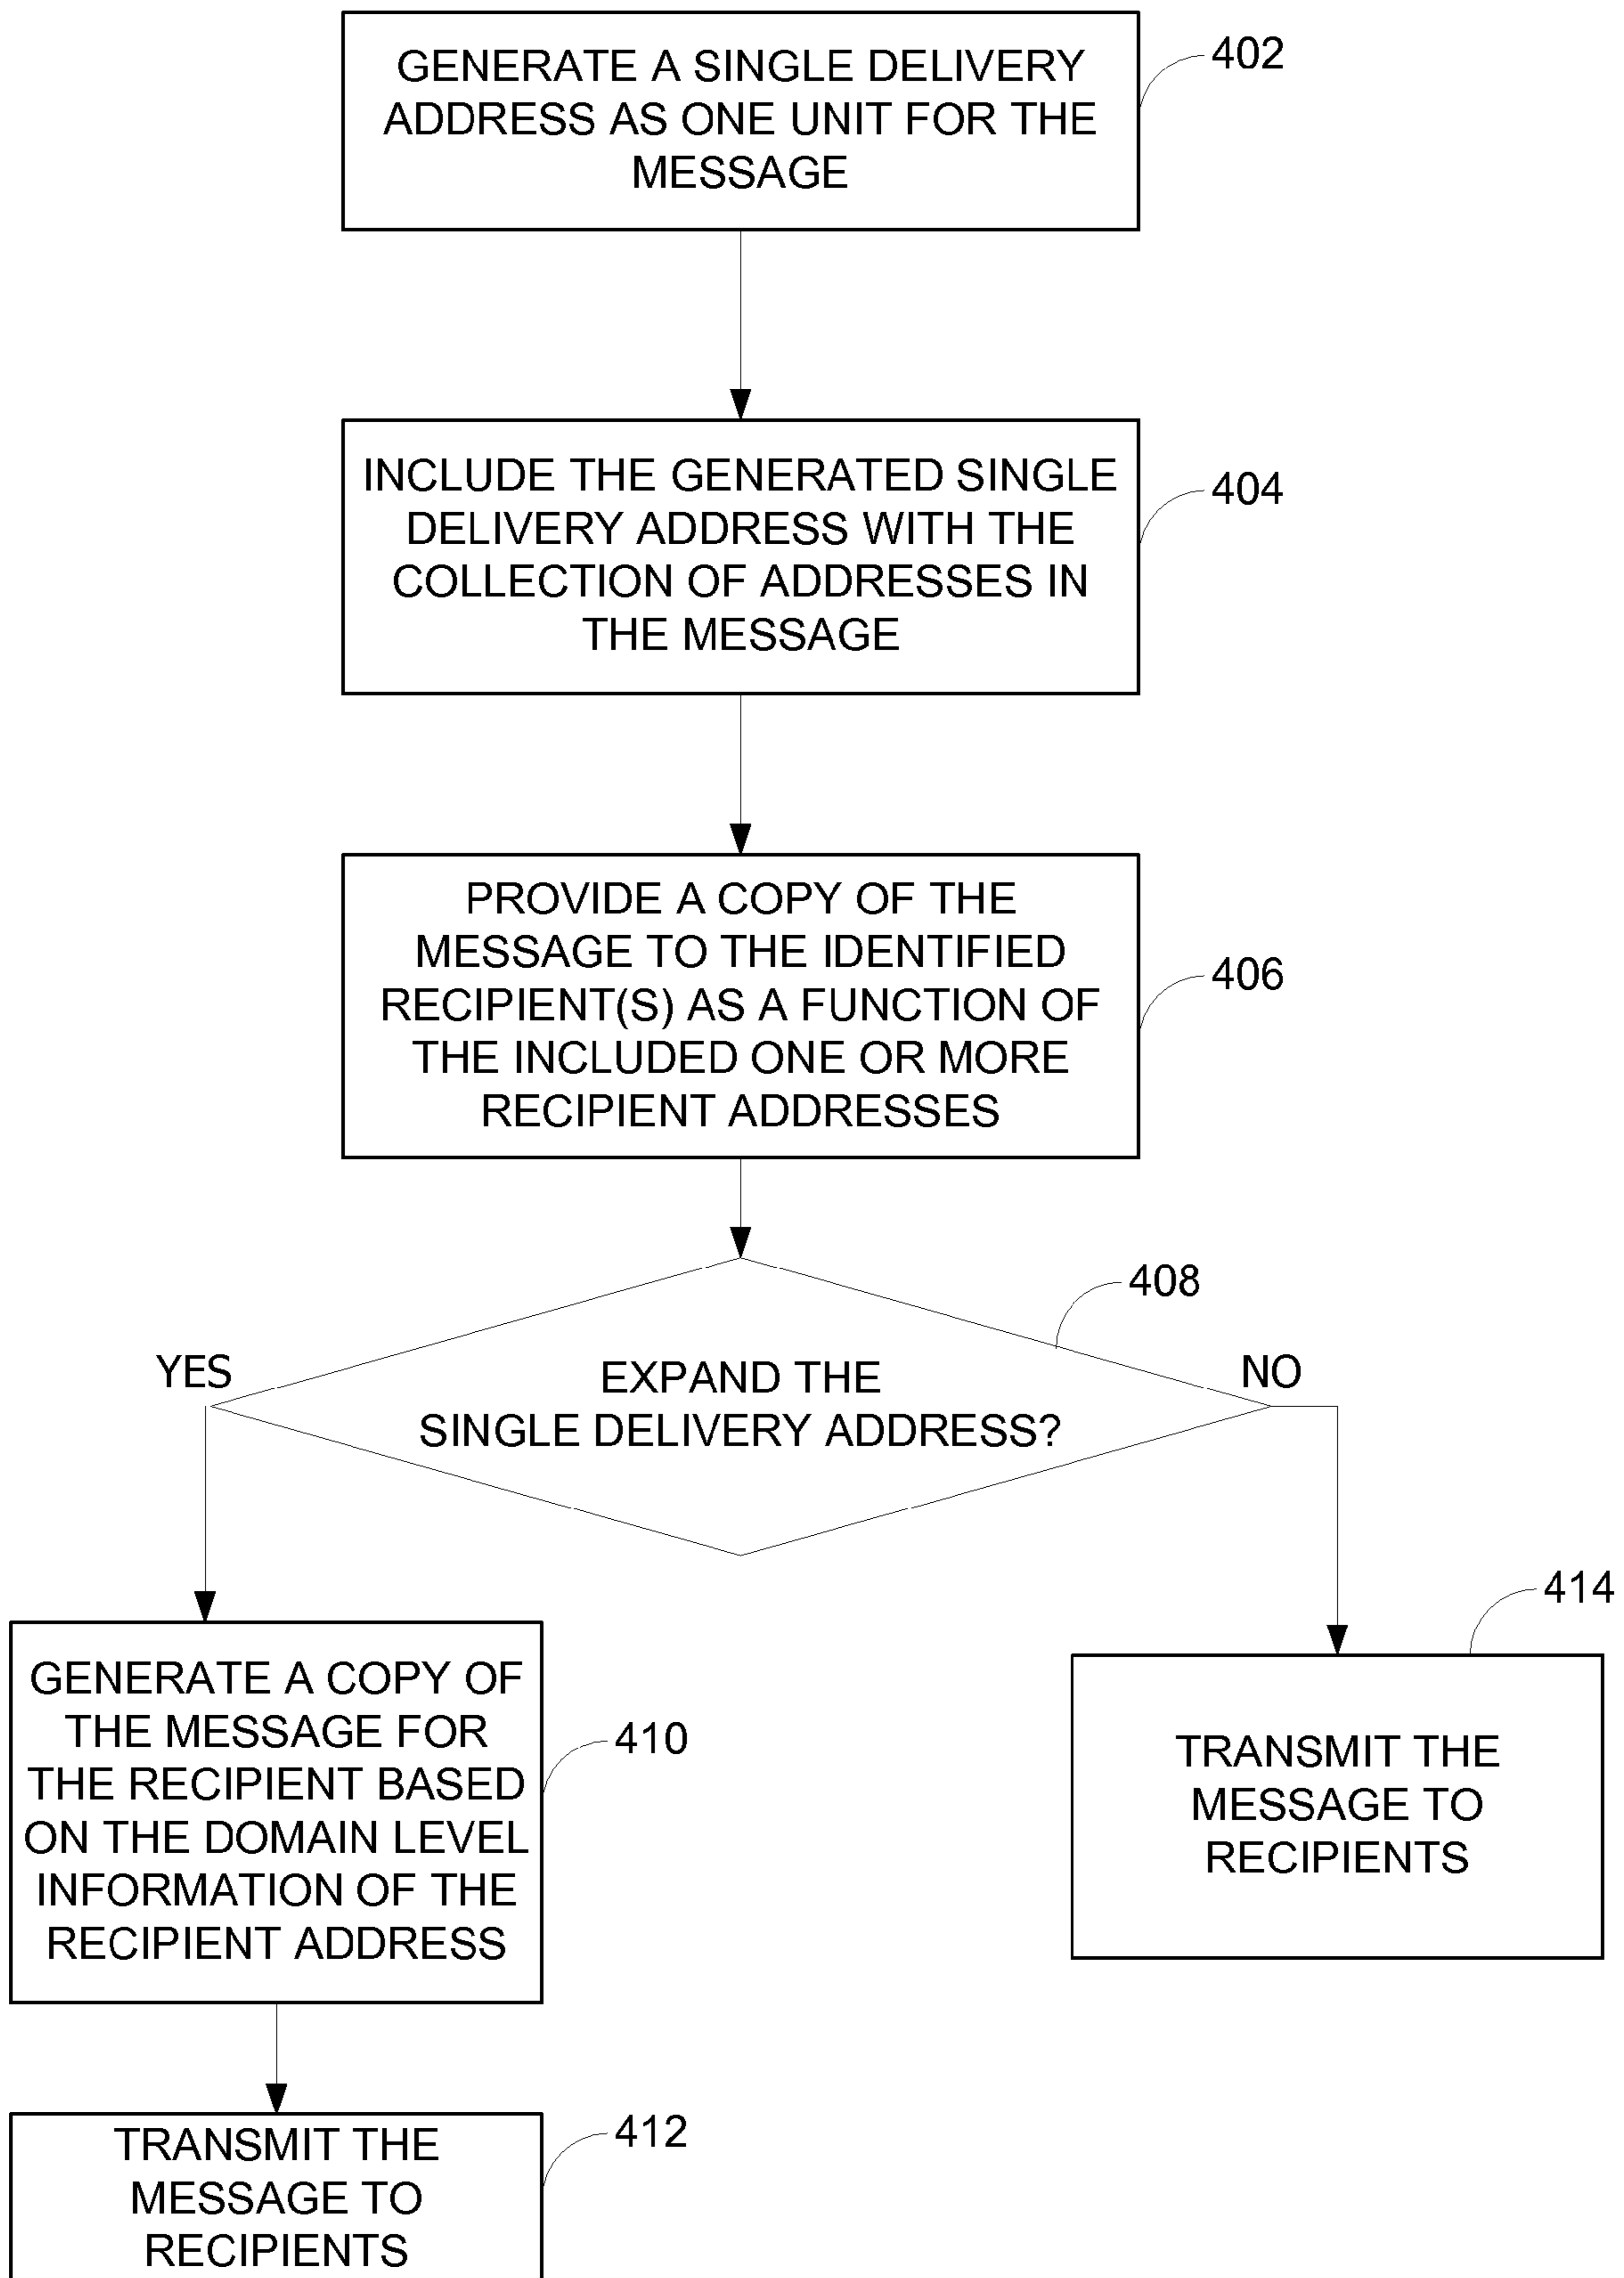 GENERATE A SINGLE DELIVERY
ADDRESS AS ONE UNIT FOR THE
MESSAGE
402
INCLUDE THE GENERATED SINGLE
DELIVERY ADDRESS WITH THE
COLLECTION OF ADDRESSES IN
THE MESSAGE
404
PROVIDE A COPY OF THE
MESSAGE TO THE IDENTIFIED
RECIPIENT(S) AS A FUNCTION OF
THE INCLUDED ONE OR MORE
RECIPIENT ADDRESSES
406
408
YES
EXPAND THE
SINGLE DELIVERY ADDRESS?
NO
GENERATE A COPY OF
THE MESSAGE FOR
THE RECIPIENT BASED
ON THE DOMAIN LEVEL
INFORMATION OF THE
RECIPIENT ADDRESS
410
414
TRANSMIT THE
MESSAGE TO
RECIPIENTS
TRANSMIT THE
MESSAGE TO
RECIPIENTS
412